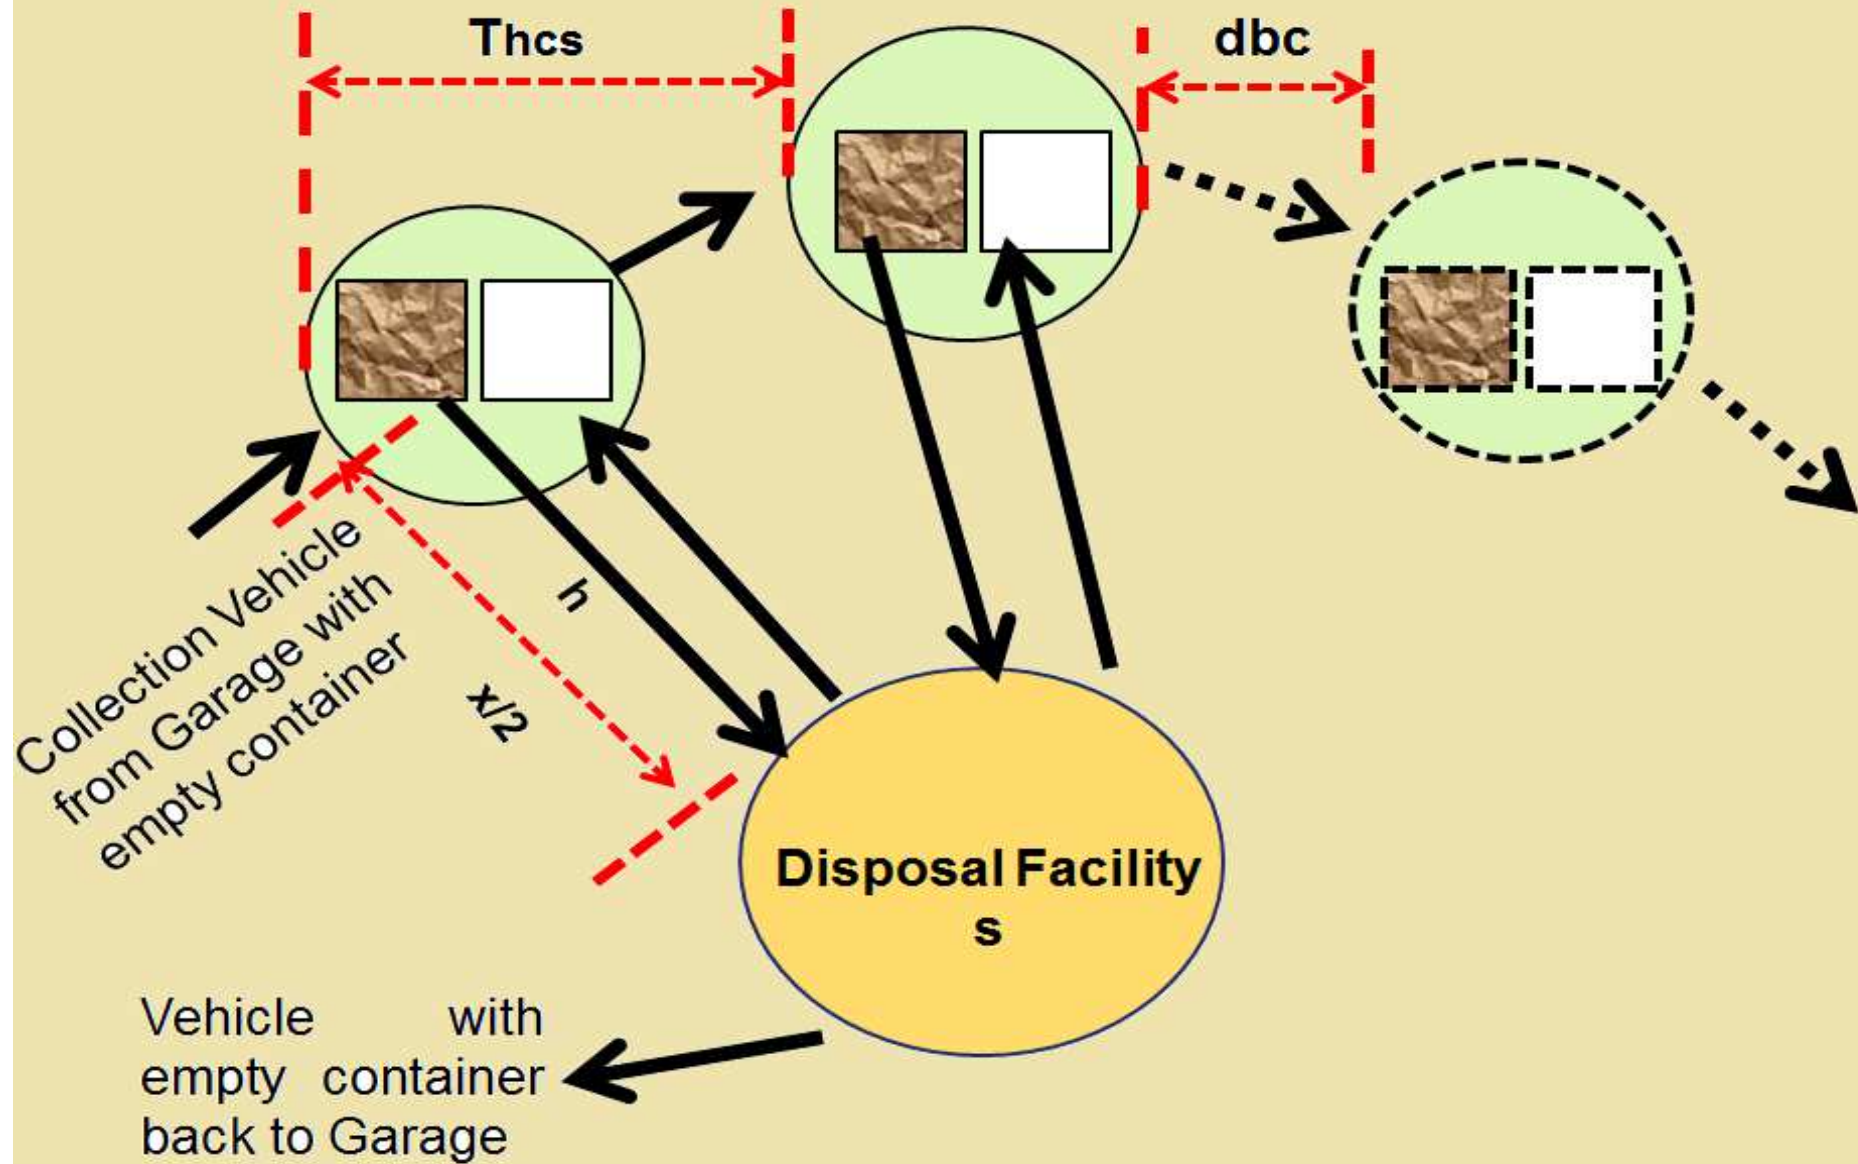 Thcs
dbc
Collection Vehicle
from Garage with
empty container
h
x/2
Disposal Facility
s
Vehicle with
empty container
back to Garage